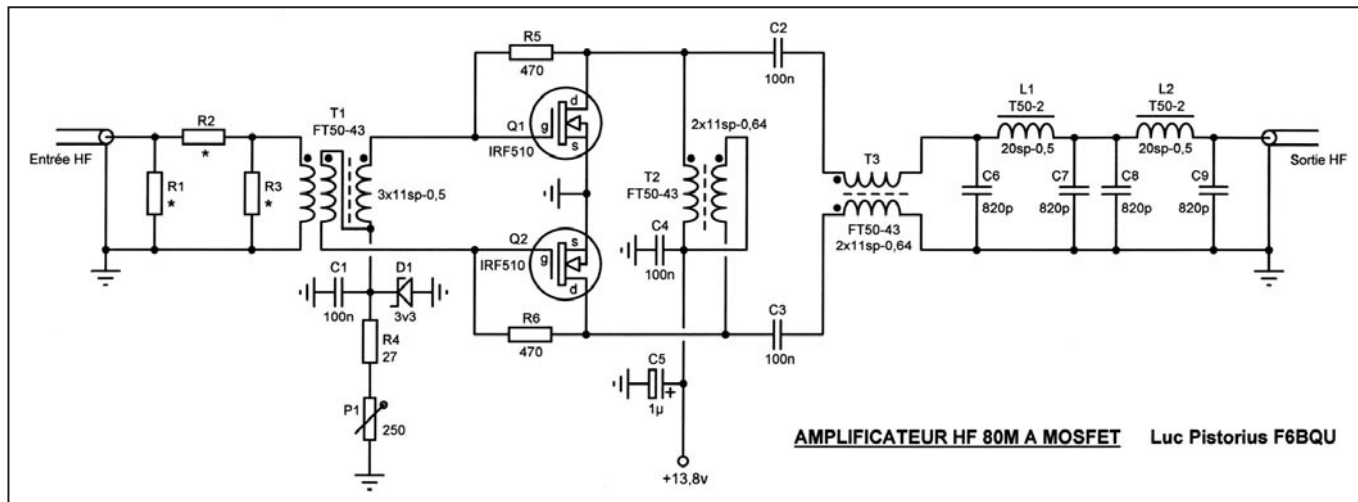 R5
470
C2
100n
L1
T50-2
20sp-0,5
L2
T50-2
20sp-0,5
R2
*
T1
FT50-43
Q1
IRF510
d
g
s
2x11sp-0,64
Entrée HF
Sortie HF
R1
*
R3
*
3x11sp-0,5
T2
FT50-43
T3
FT50-43
2x11sp-0,64
C6
820p
C7
820p
C8
820p
C9
820p
Q2
IRF510
s
g
d
C4
100n
C1
100n
D1
3v3
R6
470
C3
100n
R4
27
C5
+
1µ
P1
250
+13,8v
AMPLIFICATEUR HF 80M A MOSFET Luc Pistorius F6BQU